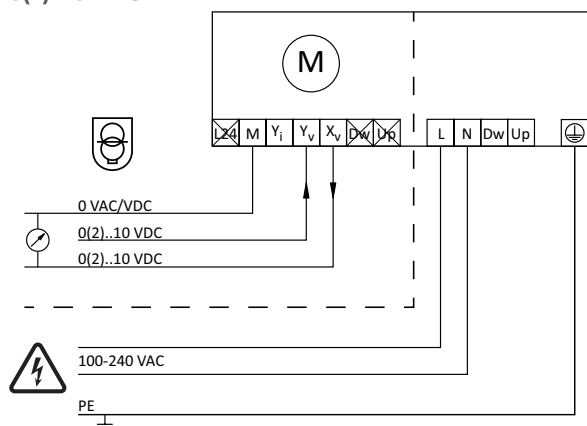 M
L24 M Yi Yv Xv Dw Up L N Dw Up
0 VAC/VDC
0(2)..10 VDC
0(2)..10 VDC
100-240 VAC
PE